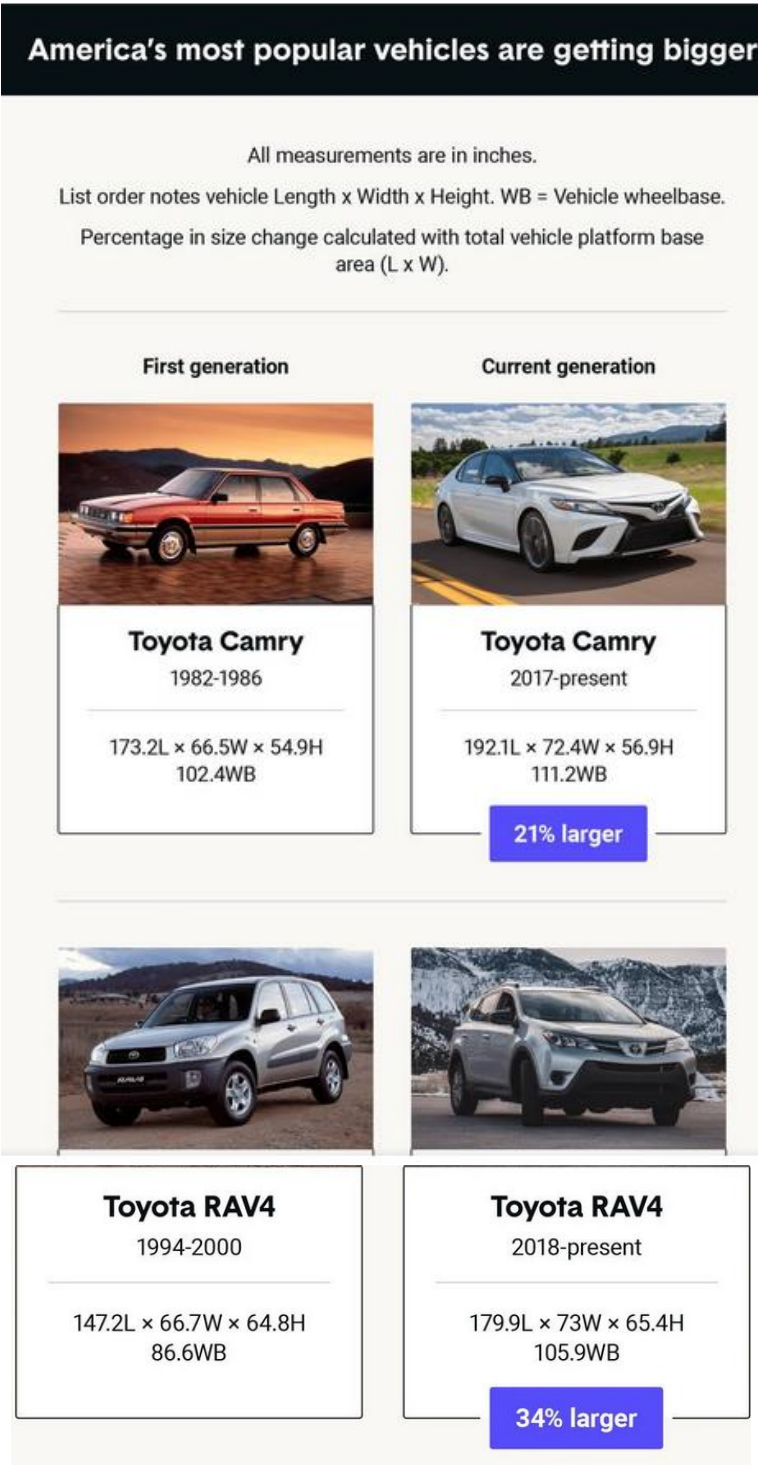 America's most popular vehicles are getting bigger
All measurements are in inches.
List order notes vehicle Length x Width x Height. WB = Vehicle wheelbase.
Percentage in size change calculated with total vehicle platform base
area (L x W).
First generation
Current generation
Toyota Camry
1982-1986
173.2L × 66.5W × 54.9H
102.4WB
Toyota Camry
2017-present
192.1L × 72.4W × 56.9H
111.2WB
21% larger
RAV4
Toyota RAV4
1994-2000
147.2L × 66.7W × 64.8H
86.6WB
Toyota RAV4
2018-present
179.9L × 73W × 65.4H
105.9WB
34% larger